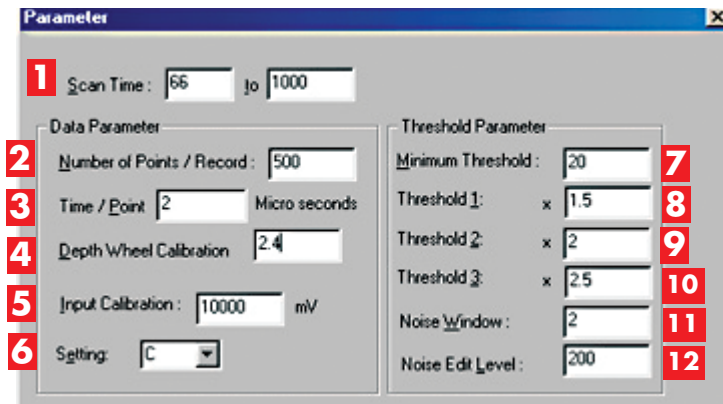 Parameter
1 Scan Time : 66 to 1000
Data Parameter
2 Number of Points / Record : 500
3 Time / Point 2 Micro seconds
4 Depth Wheel Calibration 2.4
5 Input Calibration : 10000 mV
6 Setting: C
Threshold Parameter
Minimum Threshold : 20 7
Threshold 1: x 1.5 8
Threshold 2: x 2 9
Threshold 3: x 2.5 10
Noise Window : 2 11
Noise Edit Level : 200 12